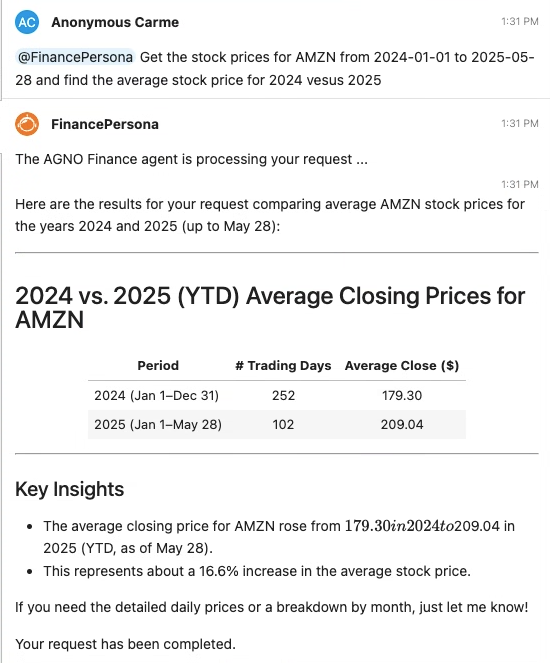 AC Anonymous Carme 1:31 PM
@FinancePersona Get the stock prices for AMZN from 2024-01-01 to 2025-05-
28 and find the average stock price for 2024 vesus 2025
FinancePersona 1:31 PM
The AGNO Finance agent is processing your request ...
1:31 PM
Here are the results for your request comparing average AMZN stock prices for
the years 2024 and 2025 (up to May 28):
2024 vs. 2025 (YTD) Average Closing Prices for
AMZN
Period # Trading Days Average Close ($)
2024 (Jan 1–Dec 31) 252 179.30
2025 (Jan 1–May 28) 102 209.04
Key Insights
• The average closing price for AMZN rose from 179.30in2024to209.04 in
2025 (YTD, as of May 28).
• This represents about a 16.6% increase in the average stock price.
If you need the detailed daily prices or a breakdown by month, just let me know!
Your request has been completed.